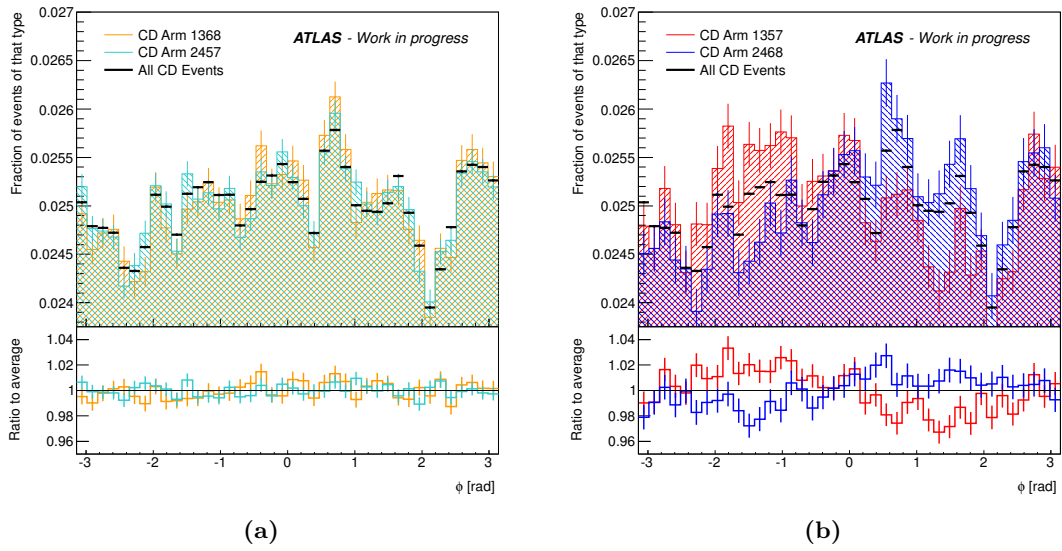 Fraction of events of that type
0.027
0.0265
0.026
0.0255
0.025
0.0245
0.024
CD Arm 1368
CD Arm 2457
All CD Events
ATLAS - Work in progress
Ratio to average
1.04
1.02
1
0.98
0.96
-3 -2 -1 0 1 2 3
φ [rad]
(a)
Fraction of events of that type
0.027
0.0265
0.026
0.0255
0.025
0.0245
0.024
CD Arm 1357
CD Arm 2468
All CD Events
ATLAS - Work in progress
Ratio to average
1.04
1.02
1
0.98
0.96
-3 -2 -1 0 1 2 3
φ [rad]
(b)